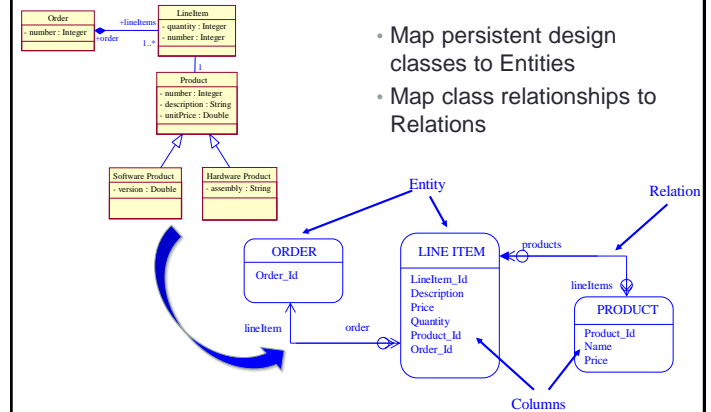 Order
- number : Integer
+lineItems
+order
1..*
LineItem
- quantity : Integer
- number : Integer
1
Product
- number : Integer
- description : String
- unitPrice : Double
Software Product
- version : Double
Hardware Product
- assembly : String
• Map persistent design
classes to Entities
• Map class relationships to
Relations
Entity
Relation
ORDER
Order_Id
LINE ITEM
LineItem_Id
Description
Price
Quantity
Product_Id
Order_Id
products
lineItems
PRODUCT
Product_Id
Name
Price
lineItem
order
Columns